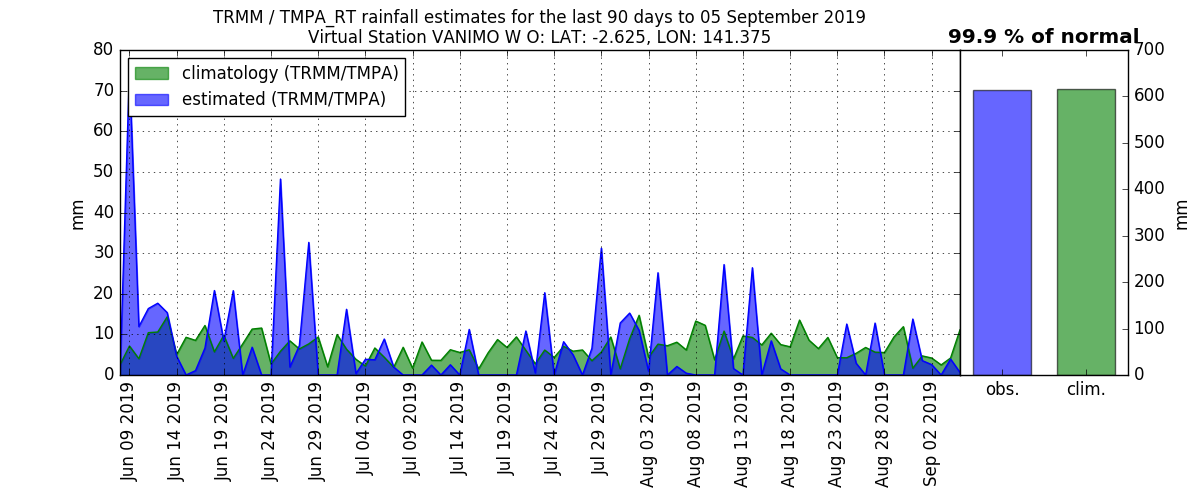 TRMM / TMPA_RT rainfall estimates for the last 90 days to 05 September 2019
Virtual Station VANIMO W O: LAT: -2.625, LON: 141.375
99.9 % of normal
climatology (TRMM/TMPA)
estimated (TRMM/TMPA)
mm
80
70
60
50
40
30
20
10
0
Jun 09 2019
Jun 14 2019
Jun 19 2019
Jun 24 2019
Jun 29 2019
Jul 04 2019
Jul 09 2019
Jul 14 2019
Jul 19 2019
Jul 24 2019
Jul 29 2019
Aug 03 2019
Aug 08 2019
Aug 13 2019
Aug 18 2019
Aug 23 2019
Aug 28 2019
Sep 02 2019
obs.
clim.
700
600
500
400
300
200
100
0
mm